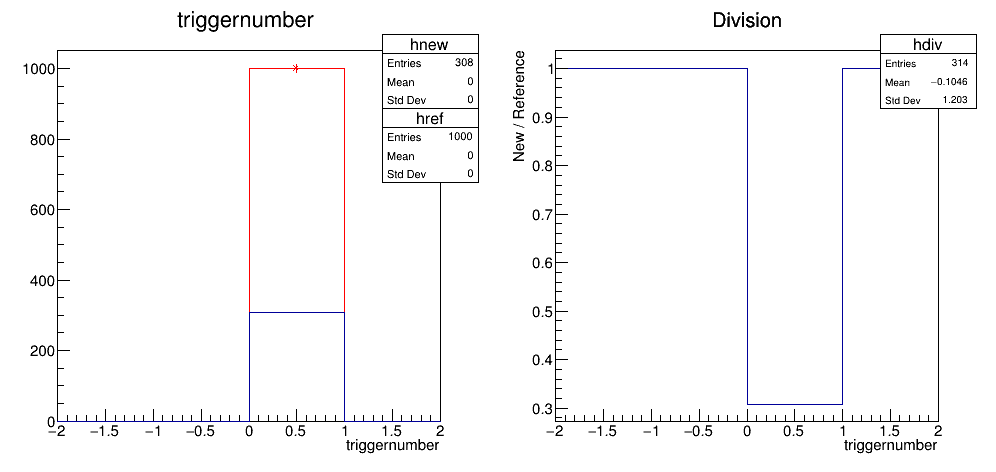 triggernumber
hnew
Entries 308
Mean 0
Std Dev 0
href
Entries 1000
Mean 0
Std Dev 0
1000
800
600
400
200
0
−2 −1.5 −1 −0.5 0 0.5 1 1.5 2
triggernumber
Division
hdiv
Entries 314
Mean −0.1046
Std Dev 1.203
New / Reference
1
0.9
0.8
0.7
0.6
0.5
0.4
0.3
−2 −1.5 −1 −0.5 0 0.5 1 1.5 2
triggernumber